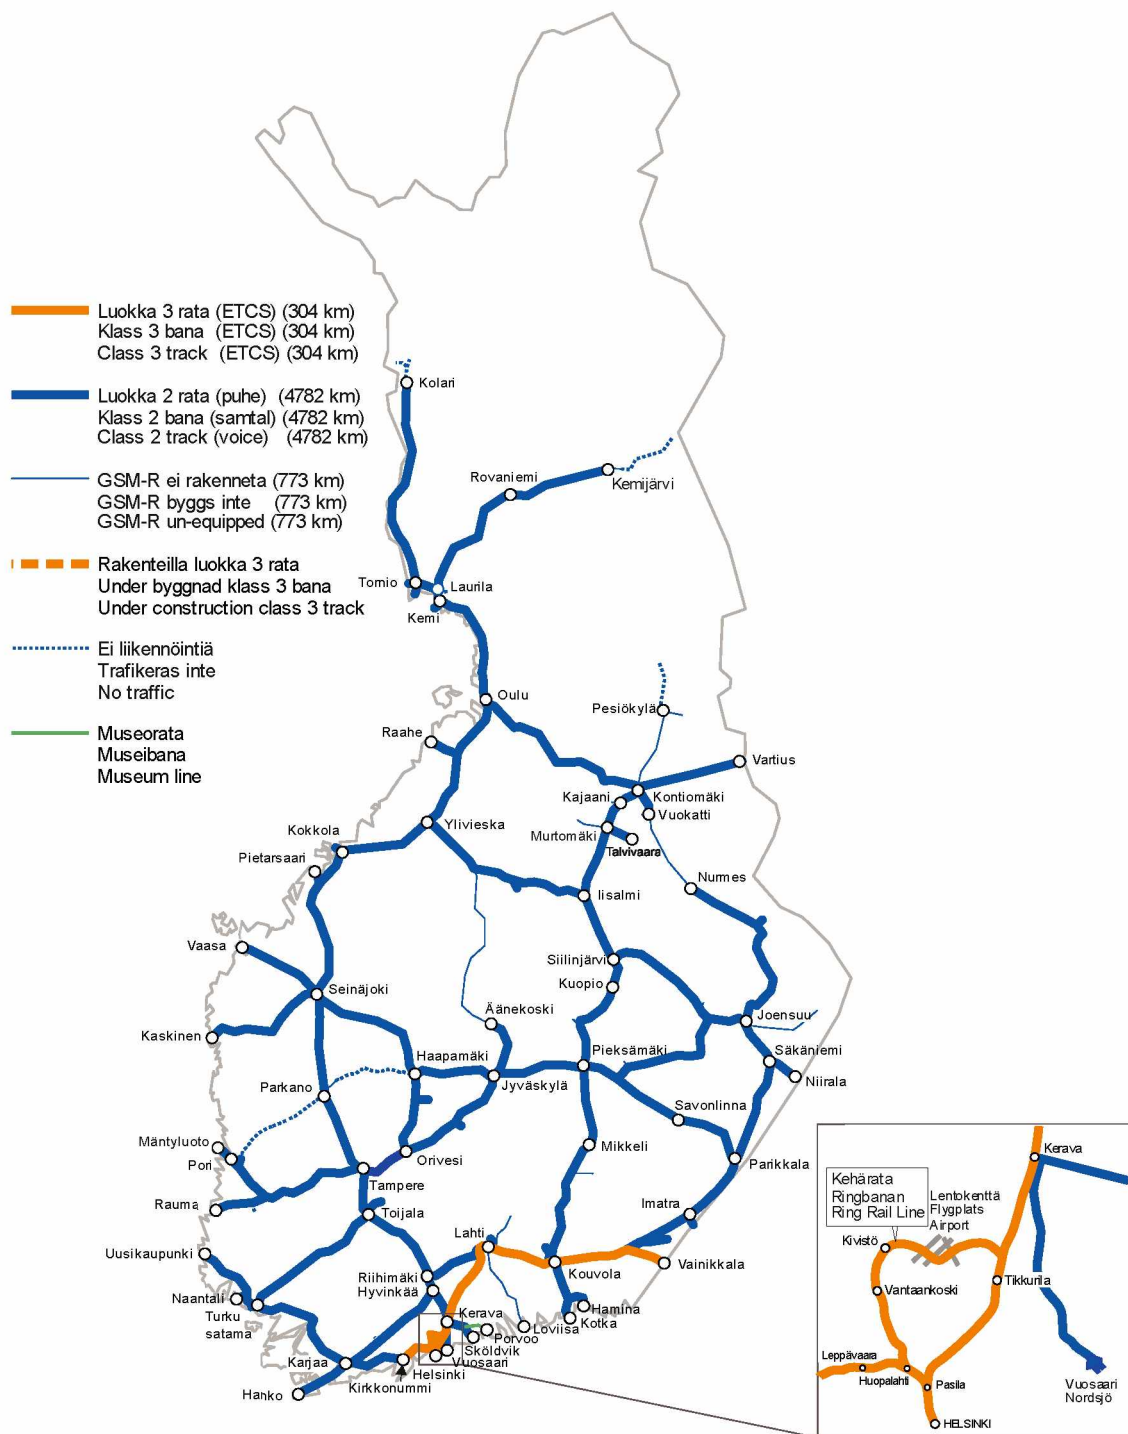 Luokka 3 rata (ETCS) (304 km)
Klass 3 bana (ETCS) (304 km)
Class 3 track (ETCS) (304 km)
Luokka 2 rata (puhe) (4782 km)
Klass 2 bana (samtal) (4782 km)
Class 2 track (voice) (4782 km)
GSM-R ei rakenneta (773 km)
GSM-R byggs inte (773 km)
GSM-R un-equipped (773 km)
Rakenteilla luokka 3 rata
Under byggnad klass 3 bana
Under construction class 3 track
Ei liikennöintiä
Trafikeras inte
No traffic
Museorata
Museibana
Museum line
Kolari
Rovaniemi
Kemijärvi
Tornio
Laurila
Kemi
Oulu
Pesiökylä
Raahe
Vartius
Kajaani
Kontiomäki
Vuokatti
Ylivieska
Murtomäki
Talvivaara
Kokkola
Pietarsaari
Nurmes
Iisalmi
Vaasa
Siilinjärvi
Kuopio
Seinäjoki
Äänekoski
Joensuu
Kaskinen
Haapamäki
Pieksämäki
Säkäniemi
Jyväskylä
Niirala
Parkano
Savonlinna
Mäntyluoto
Mikkeli
Pori
Orivesi
Parikkala
Tampere
Rauma
Imatra
Toijala
Lahti
Uusikaupunki
Vainikkala
Kouvola
Riihimäki
Hyvinkää
Naantali
Hamina
Turku
satama
Kerava
Kotka
Loviisa
Porvoo
Sköldvik
Vuosaari
Karjaa
Helsinki
Kirkkonummi
Hanko
Kerava
Kehärata
Ringbanan
Ring Rail Line
Lentokenttä
Flygplats
Airport
Kivistö
Tikkurila
Vantaankoski
Leppävaara
Huopalahti
Pasila
Vuosaari
Nordsjö
HELSINKI